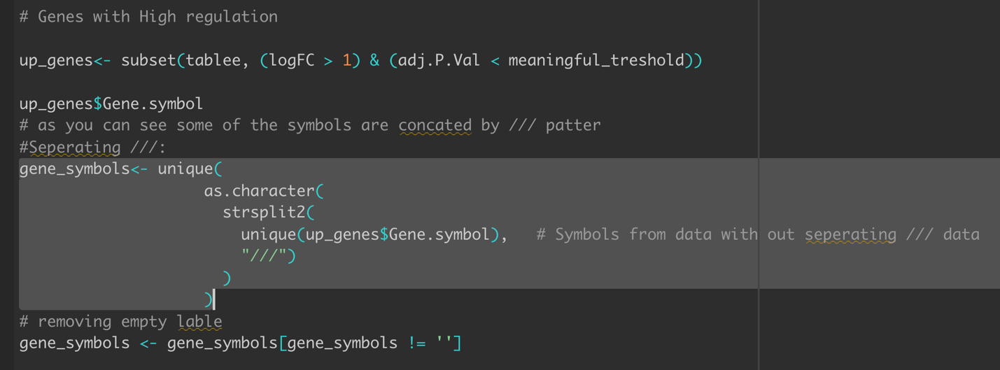 # Genes with High regulation
up_genes<- subset(tablee, (logFC > 1) & (adj.P.Val < meaningful_treshold))
up_genes$Gene.symbol
# as you can see some of the symbols are concated by /// patter
#Seperating ///:
gene_symbols<- unique(
as.character(
strsplit2(
unique(up_genes$Gene.symbol),   # Symbols from data with out seperating /// data
"///")
)
)
# removing empty lable
gene_symbols <- gene_symbols[gene_symbols != '']